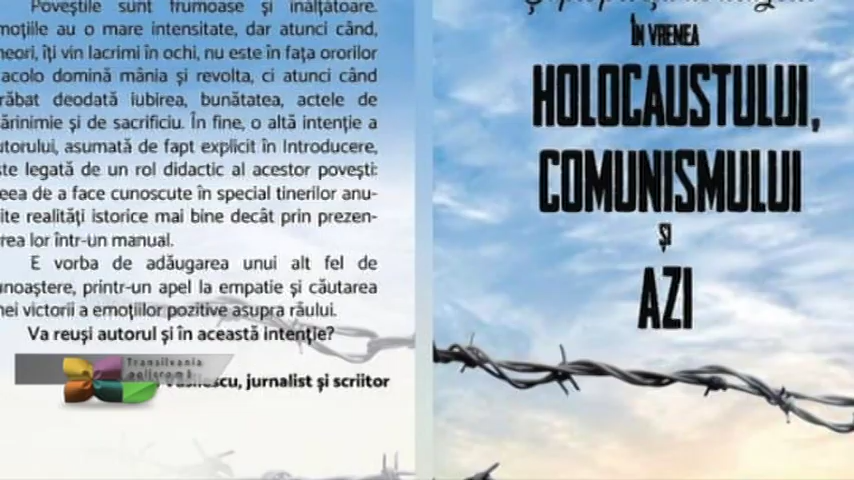 Poveștile sunt frumoase și înălțătoare.
moțiile au o mare intensitate, dar atunci când,
neori, îți vin lacrimi în ochi, nu este în fața ororilor
acolo domină mânia și revolta, ci atunci când
răbat deodată iubirea, bunătatea, actele de
ărinimie și de sacrificiu. În fine, o altă intenție a
utorului, asumată de fapt explicit în Introducere,
ste legată de un rol didactic al acestor povești:
eea de a face cunoscute în special tinerilor anu-
ite realități istorice mai bine decât prin prezen-
rea lor într-un manual.
E vorba de adăugarea unui alt fel de
unoaștere, printr-un apel la empatie și căutarea
nei victorii a emoțiilor pozitive asupra răului.
Va reuși autorul și în această intenție?
jurnalist și scriitor
Transilvania
policromă
ÎN VREMEA
HOLOCAUSTULUI,
COMUNISMULUI
ȘI
AZI